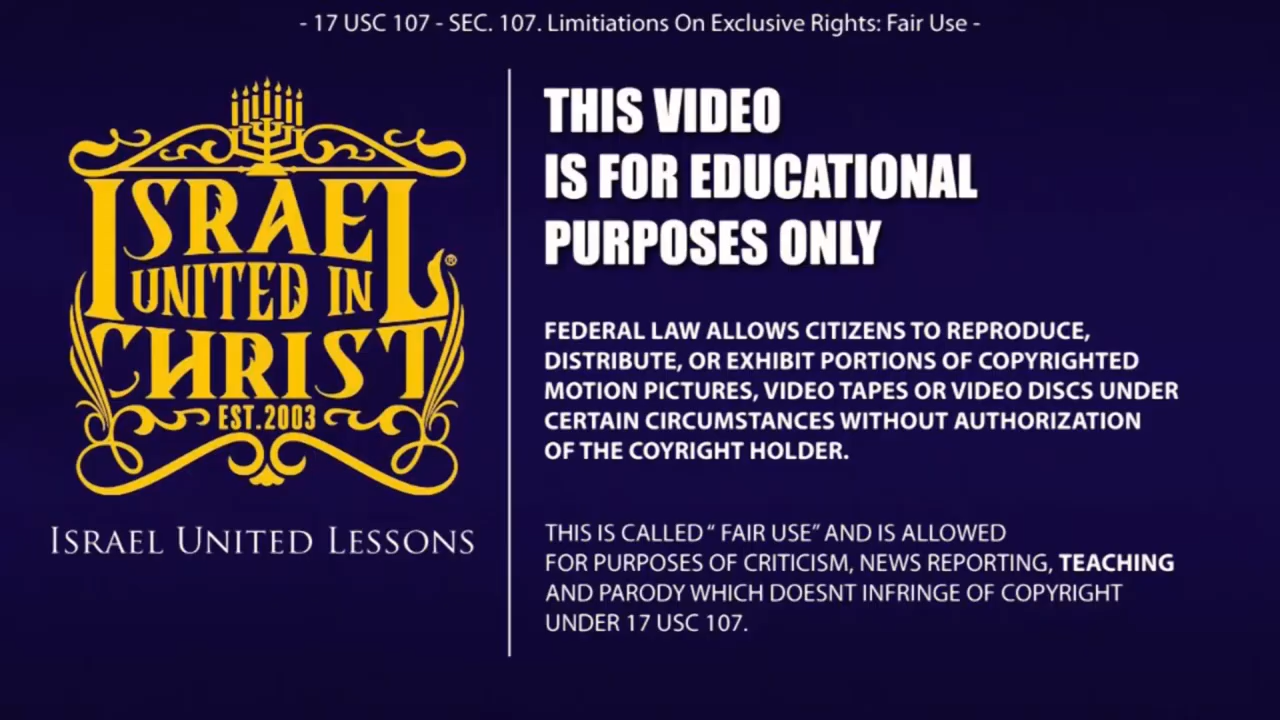 - 17 USC 107 - SEC. 107. Limitiations On Exclusive Rights: Fair Use -
ISRAEL
UNITED IN
CHRIST
EST.2003
®
ISRAEL UNITED LESSONS
THIS VIDEO
IS FOR EDUCATIONAL
PURPOSES ONLY
FEDERAL LAW ALLOWS CITIZENS TO REPRODUCE,
DISTRIBUTE, OR EXHIBIT PORTIONS OF COPYRIGHTED
MOTION PICTURES, VIDEO TAPES OR VIDEO DISCS UNDER
CERTAIN CIRCUMSTANCES WITHOUT AUTHORIZATION
OF THE COYRIGHT HOLDER.
THIS IS CALLED “ FAIR USE” AND IS ALLOWED
FOR PURPOSES OF CRITICISM, NEWS REPORTING, TEACHING
AND PARODY WHICH DOESNT INFRINGE OF COPYRIGHT
UNDER 17 USC 107.